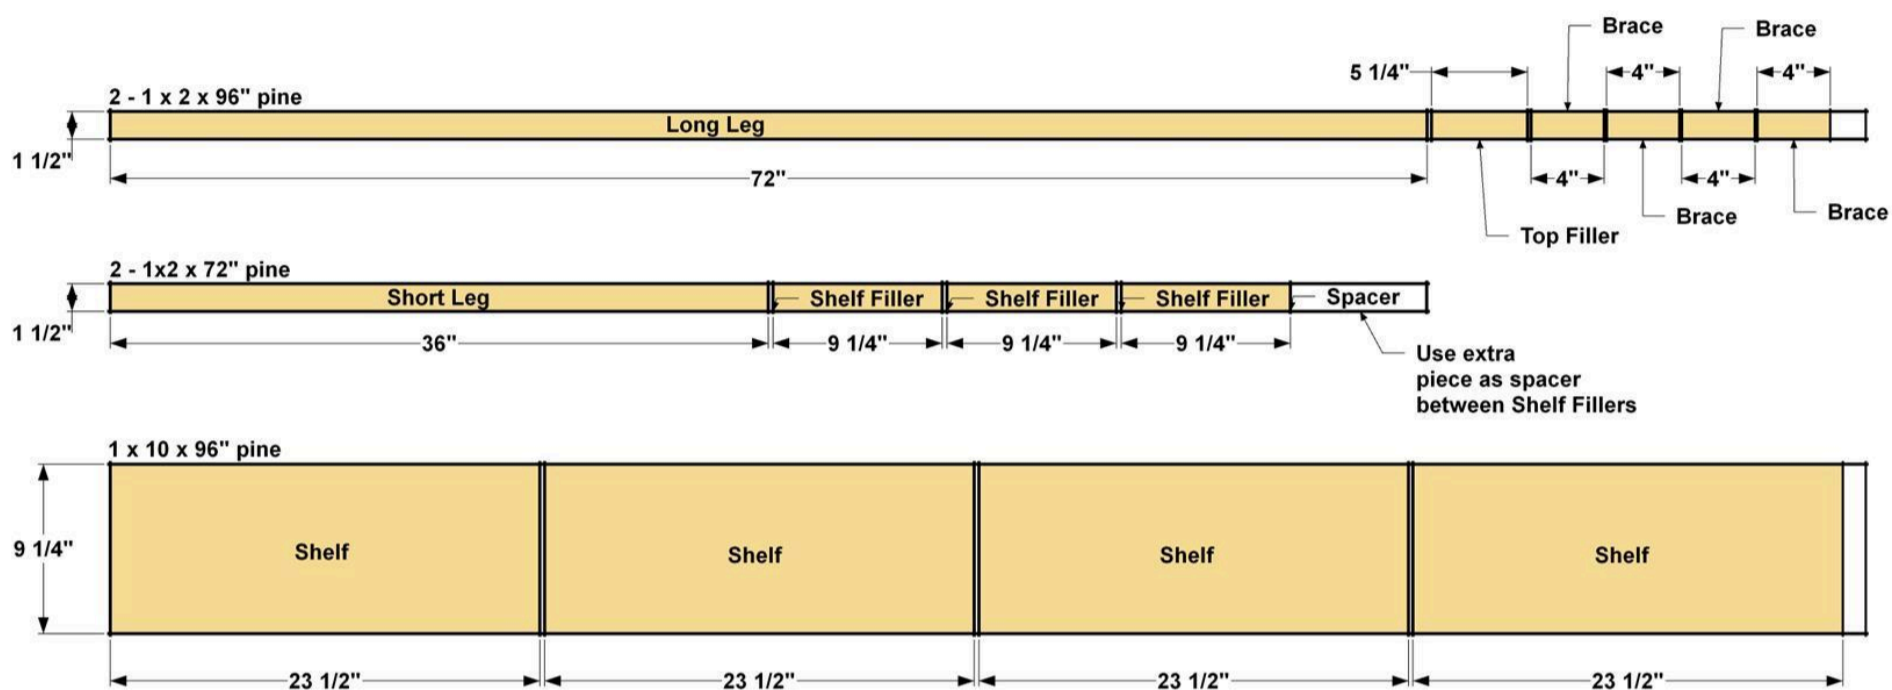 Brace
Brace
5 1/4"
4"
4"
2 - 1 x 2 x 96" pine
Long Leg
1 1/2"
72"
4"
4"
Brace
Brace
Top Filler
2 - 1x2 x 72" pine
Short Leg
Shelf Filler
Shelf Filler
Shelf Filler
Spacer
1 1/2"
36"
9 1/4"
9 1/4"
9 1/4"
Use extra
piece as spacer
between Shelf Fillers
1 x 10 x 96" pine
9 1/4"
Shelf
Shelf
Shelf
Shelf
23 1/2"
23 1/2"
23 1/2"
23 1/2"